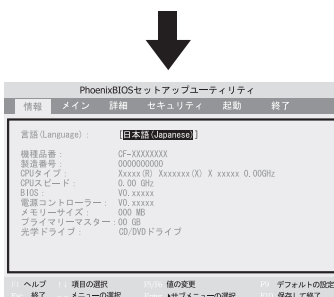 PhoenixBIOSセットアップユーティリティ
情報 メイン 詳細 セキュリティ 起動 終了
言語(Language) : [日本語(Japanese)]
機種品番 : CF-XXXXXXXX
製造番号 : 0000000000
CPUタイプ : Xxxxx(R) Xxxxxxx(X) X xxxxx 0.00GHz
CPUスピード : 0.00 GHz
BIOS : V0.xxxxx
電源コントローラー : V0.xxxxx
メモリーサイズ : 000 MB
プライマリーマスター : 00 GB
光学ドライブ : CD/DVDドライブ
ヘルプ 項目の選択 値の変更 デフォルトの設定
終了 メニューの選択 ▶サブメニューの選択 保存して終了